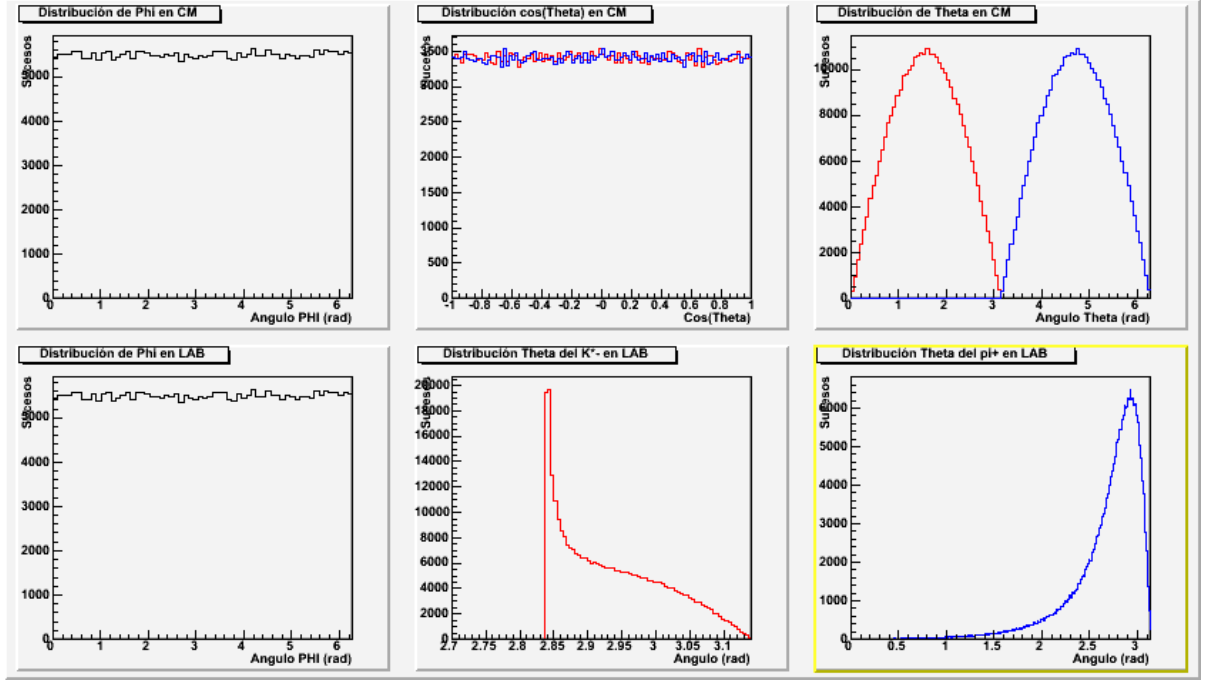 Distribución de Phi en CM
Sucesos
5000
4000
3000
2000
1000
0
0 1 2 3 4 5 6
Angulo PHI (rad)
Distribución cos(Theta) en CM
Sucesos
3500
3000
2500
2000
1500
1000
500
0
-1 -0.8 -0.6 -0.4 -0.2 -0 0.2 0.4 0.6 0.8 1
Cos(Theta)
Distribución de Theta en CM
Sucesos
10000
8000
6000
4000
2000
0
0 1 2 3 4 5 6
Angulo Theta (rad)
Distribución de Phi en LAB
Sucesos
5000
4000
3000
2000
1000
0
0 1 2 3 4 5 6
Angulo PHI (rad)
Distribución Theta del K*- en LAB
Sucesos
20000
18000
16000
14000
12000
10000
8000
6000
4000
2000
0
2.7 2.75 2.8 2.85 2.9 2.95 3 3.05 3.1
Angulo (rad)
Distribución Theta del pi+ en LAB
Sucesos
6000
5000
4000
3000
2000
1000
0
0 0.5 1 1.5 2 2.5 3
Angulo (rad)